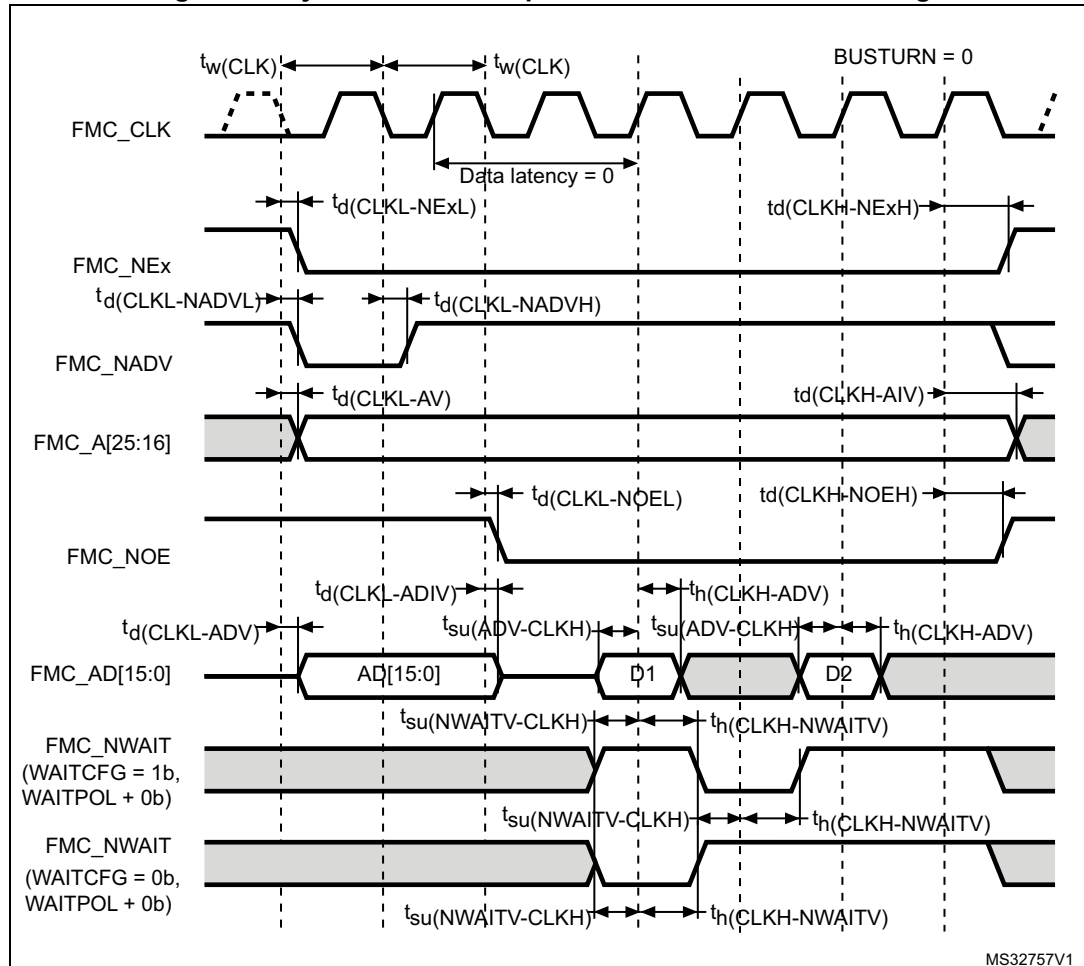 tw(CLK) tw(CLK) BUSTURN = 0
FMC_CLK
Data latency = 0
td(CLKL-NExL) td(CLKH-NExH)
FMC_NEx
td(CLKL-NADVL) td(CLKL-NADVH)
FMC_NADV
td(CLKL-AV) td(CLKH-AIV)
FMC_A[25:16]
td(CLKL-NOEL) td(CLKH-NOEH)
FMC_NOE
td(CLKL-ADIV) th(CLKH-ADV)
td(CLKL-ADV) tsu(ADV-CLKH) tsu(ADV-CLKH) th(CLKH-ADV)
FMC_AD[15:0] AD[15:0] D1 D2
tsu(NWAITV-CLKH) th(CLKH-NWAITV)
FMC_NWAIT
(WAITCFG = 1b,
WAITPOL + 0b)
tsu(NWAITV-CLKH) th(CLKH-NWAITV)
FMC_NWAIT
(WAITCFG = 0b,
WAITPOL + 0b)
tsu(NWAITV-CLKH) th(CLKH-NWAITV)
MS32757V1